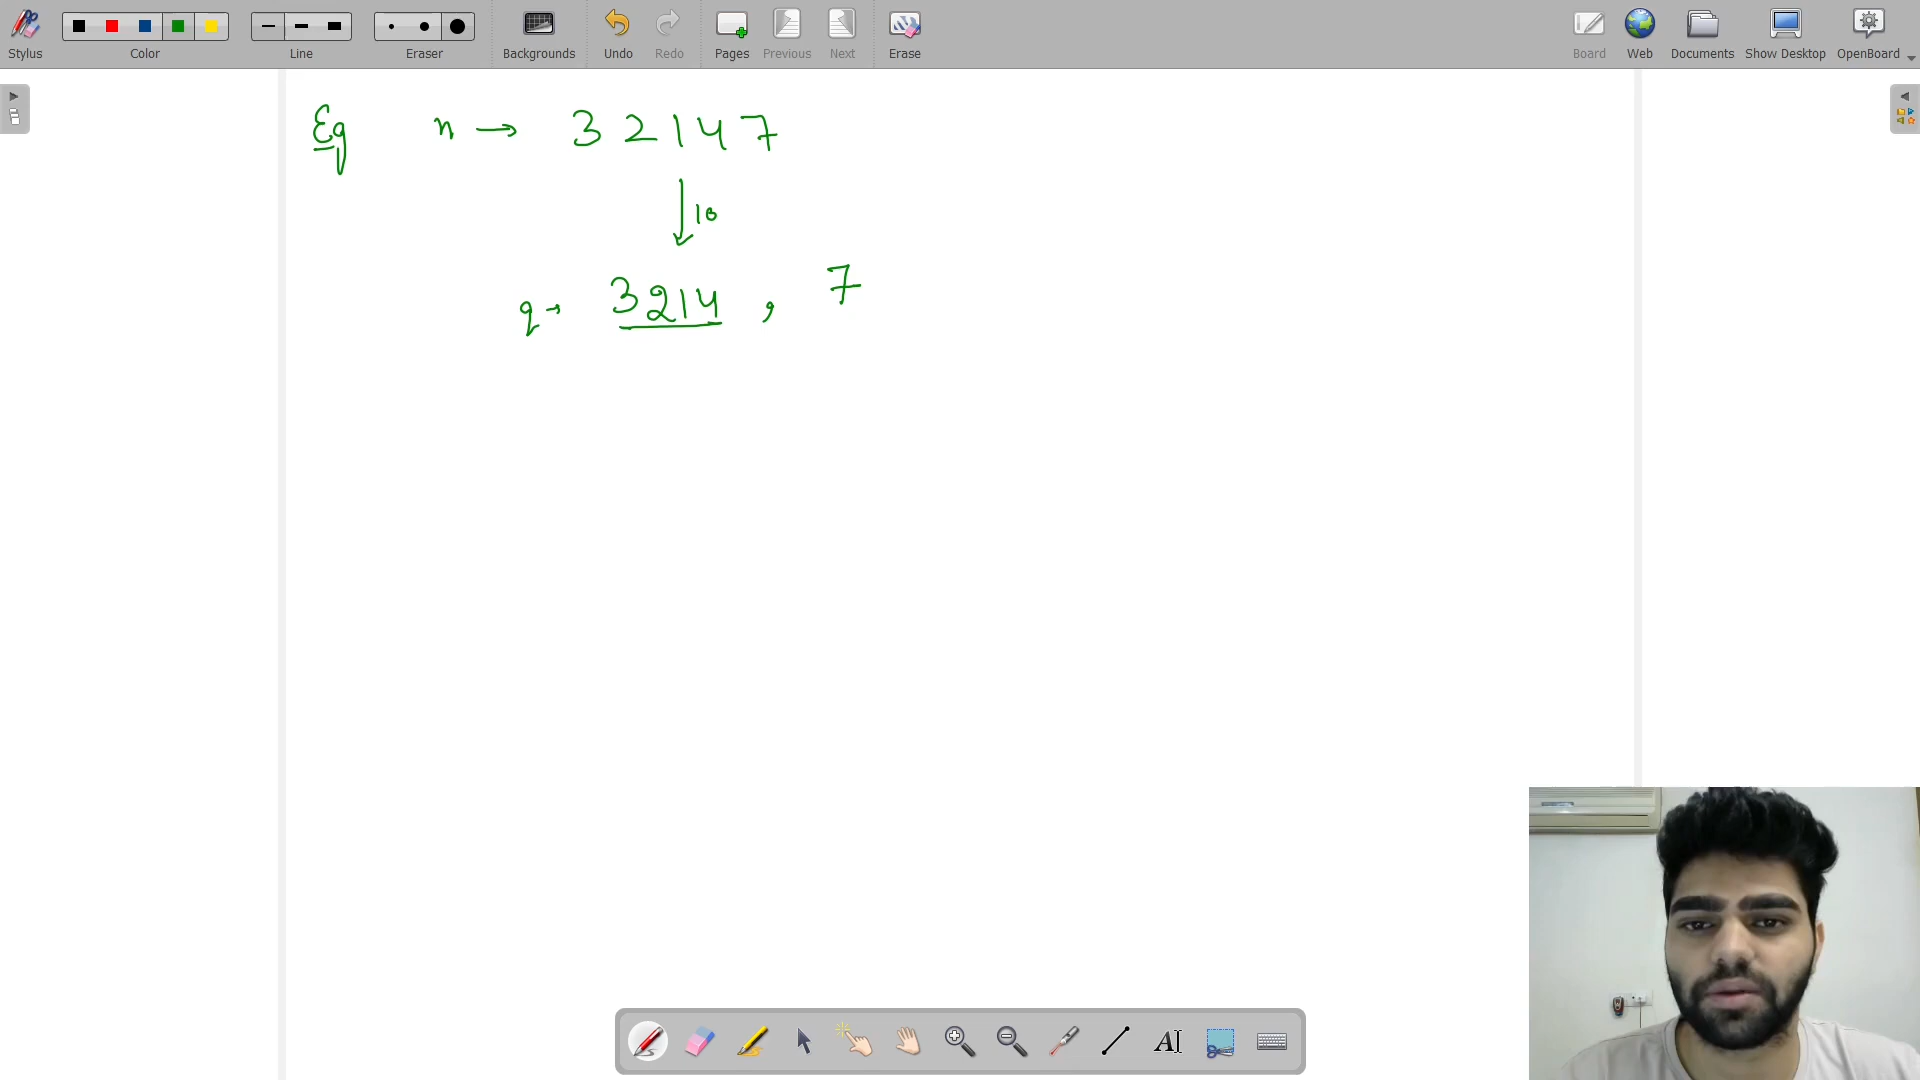 Stylus Color Line Eraser Backgrounds Undo Redo Pages Previous Next Erase Board Web Documents Show Desktop OpenBoard
Eg n → 32147
10
q → 3214 , 7